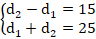 d₂ − d₁ = 15
d₁ + d₂ = 25